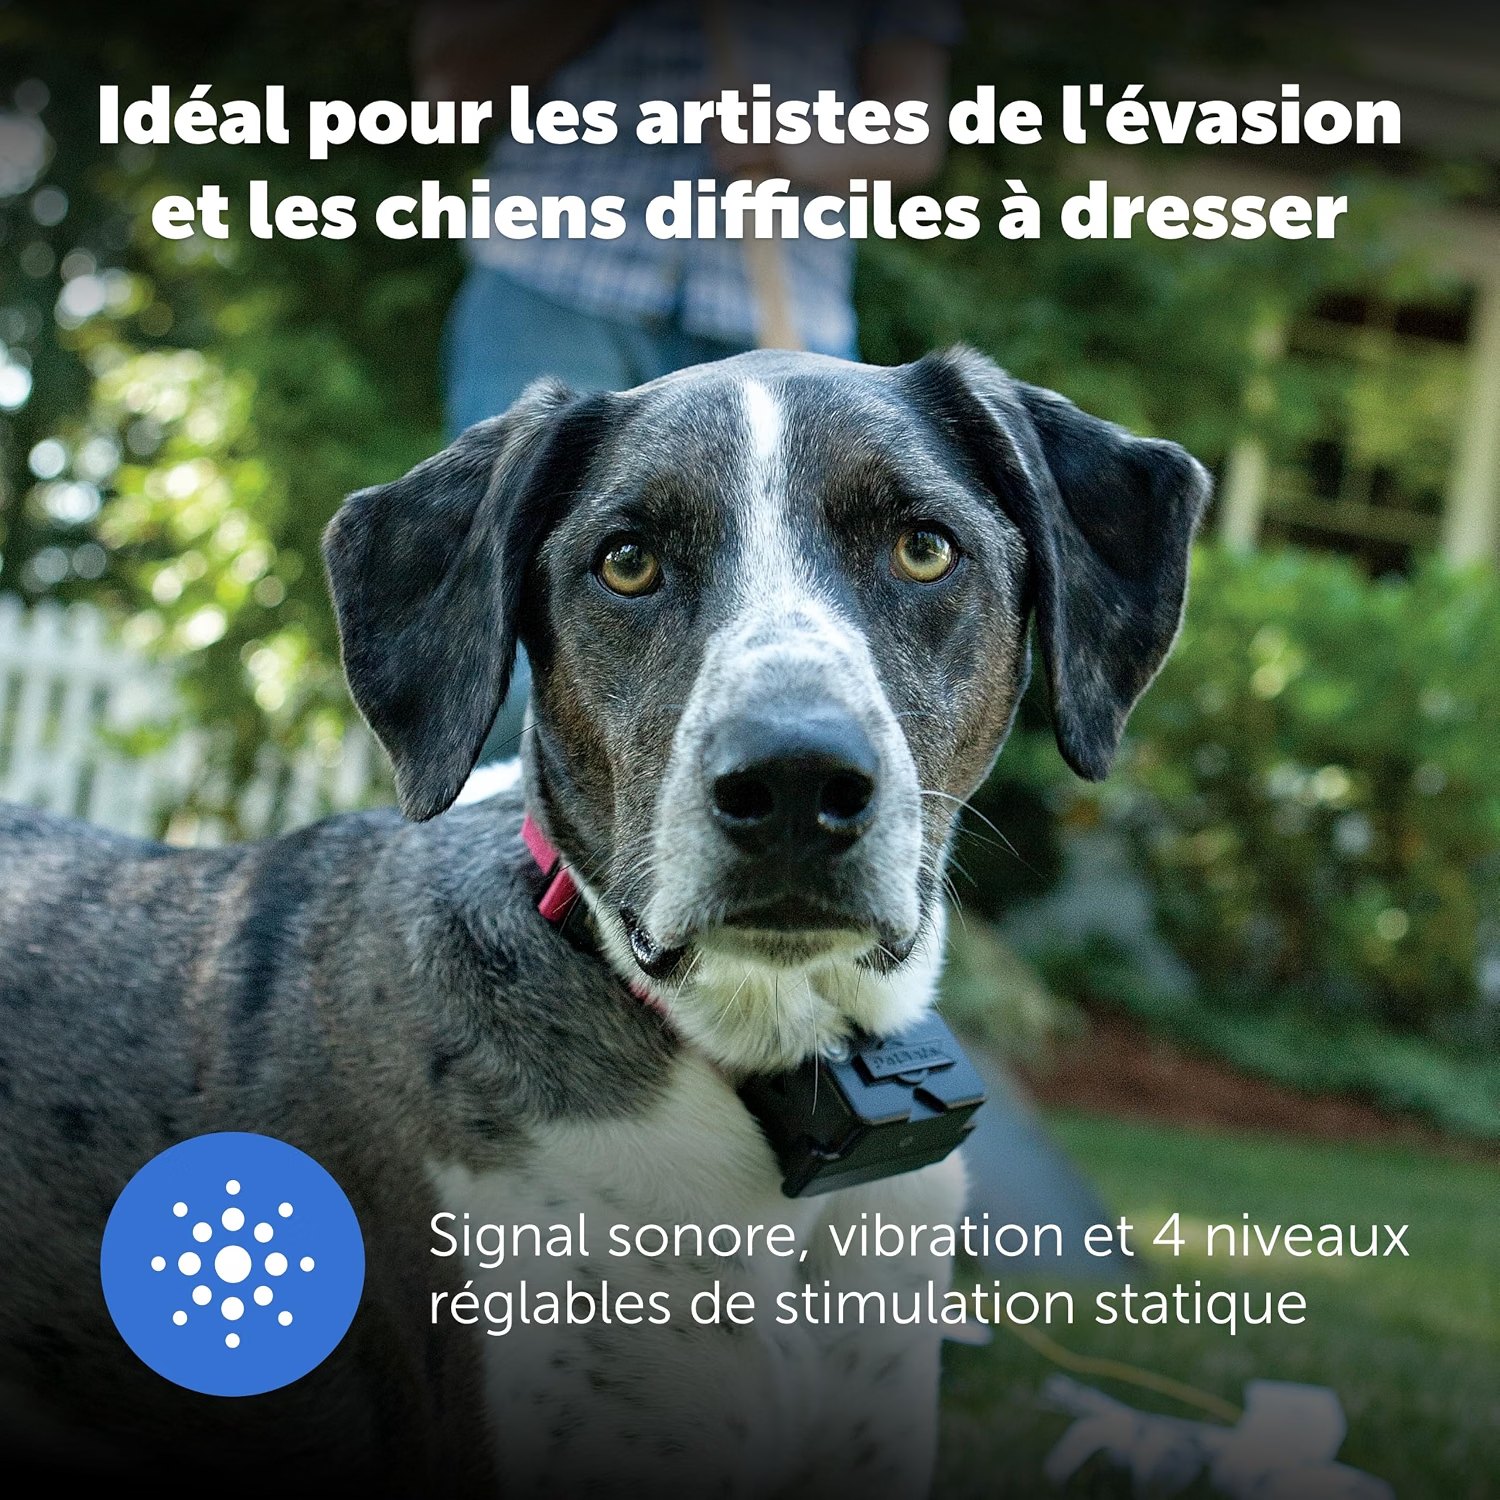 Idéal pour les artistes de l'évasion
et les chiens difficiles à dresser
PetSafe
Signal sonore, vibration et 4 niveaux
réglables de stimulation statique